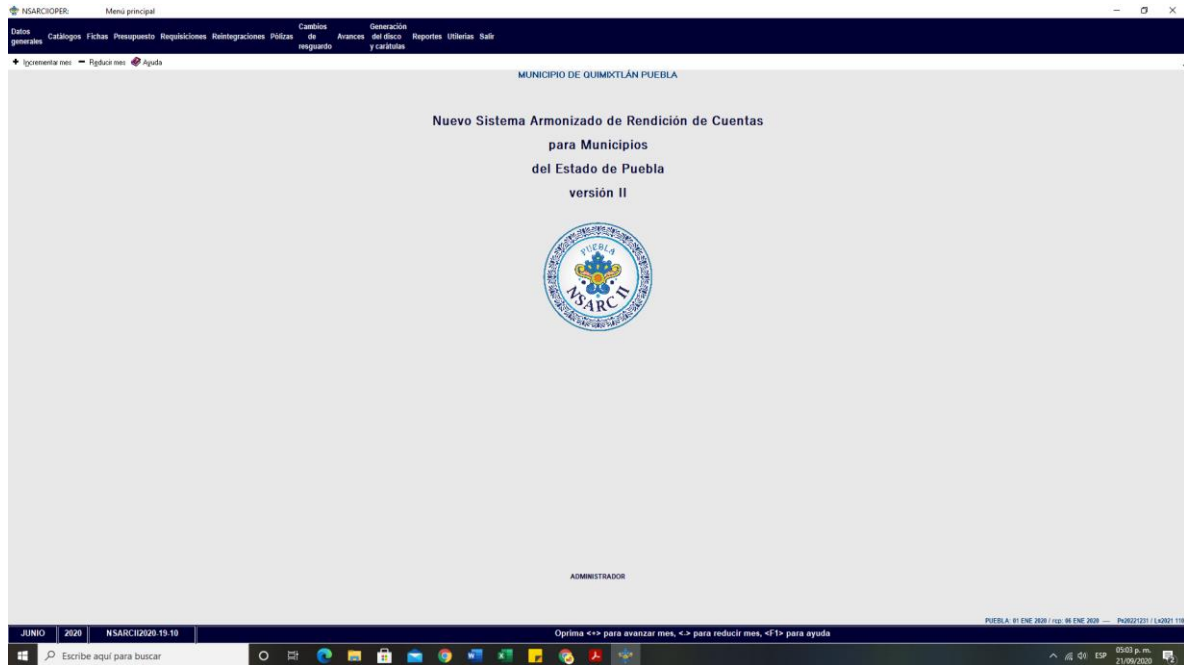 NSARCIIOPER: Menú principal
Datos generales Catálogos Fichas Presupuesto Requisiciones Reintegraciones Pólizas Cambios de resguardo Avances Generación del disco y carátulas Reportes Utilerías Salir
+ Incrementar mes - Reducir mes Ayuda
MUNICIPIO DE QUIMIXTLÁN PUEBLA
Nuevo Sistema Armonizado de Rendición de Cuentas
para Municipios
del Estado de Puebla
versión II
PUEBLA
NSARC II
ADMINISTRADOR
PUEBLA: 01 ENE 2020 / rcp: 06 ENE 2020 — Px20221231 / Lx2021
JUNIO 2020 NSARCII2020-19-10 Oprima <+> para avanzar mes, <-> para reducir mes, <F1> para ayuda
Escribe aquí para buscar ESP 05:03 p. m.
21/09/2020